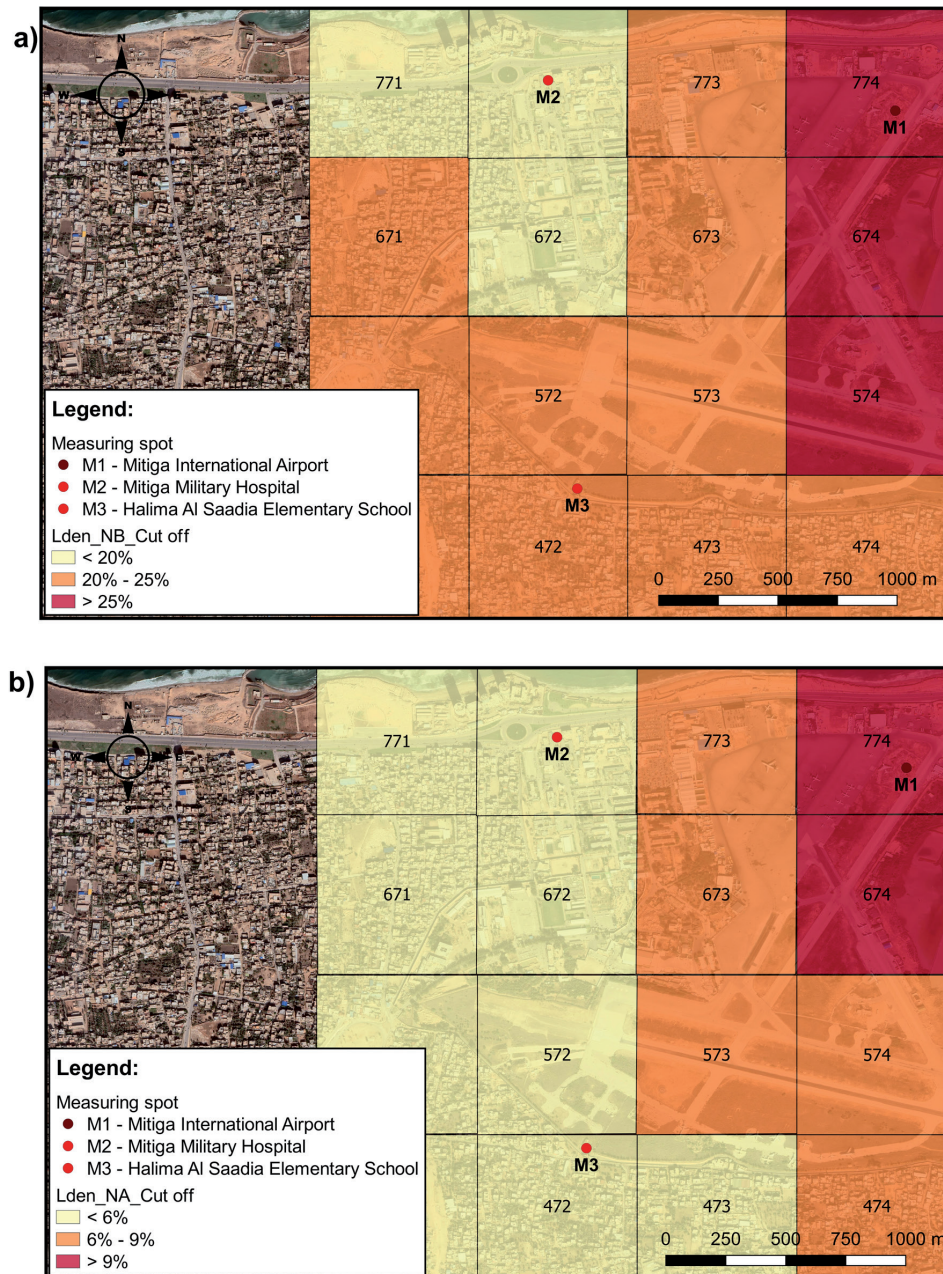 a)
N
W
E
S
771
M2
773
774
M1
671
672
673
674
572
573
574
M3
472
473
474
Legend:
Measuring spot
M1 - Mitiga International Airport
M2 - Mitiga Military Hospital
M3 - Halima Al Saadia Elementary School
Lden_NB_Cut off
< 20%
20% - 25%
> 25%
0 250 500 750 1000 m
b)
N
W
E
S
771
M2
773
774
M1
671
672
673
674
572
573
574
M3
472
473
474
Legend:
Measuring spot
M1 - Mitiga International Airport
M2 - Mitiga Military Hospital
M3 - Halima Al Saadia Elementary School
Lden_NA_Cut off
< 6%
6% - 9%
> 9%
0 250 500 750 1000 m